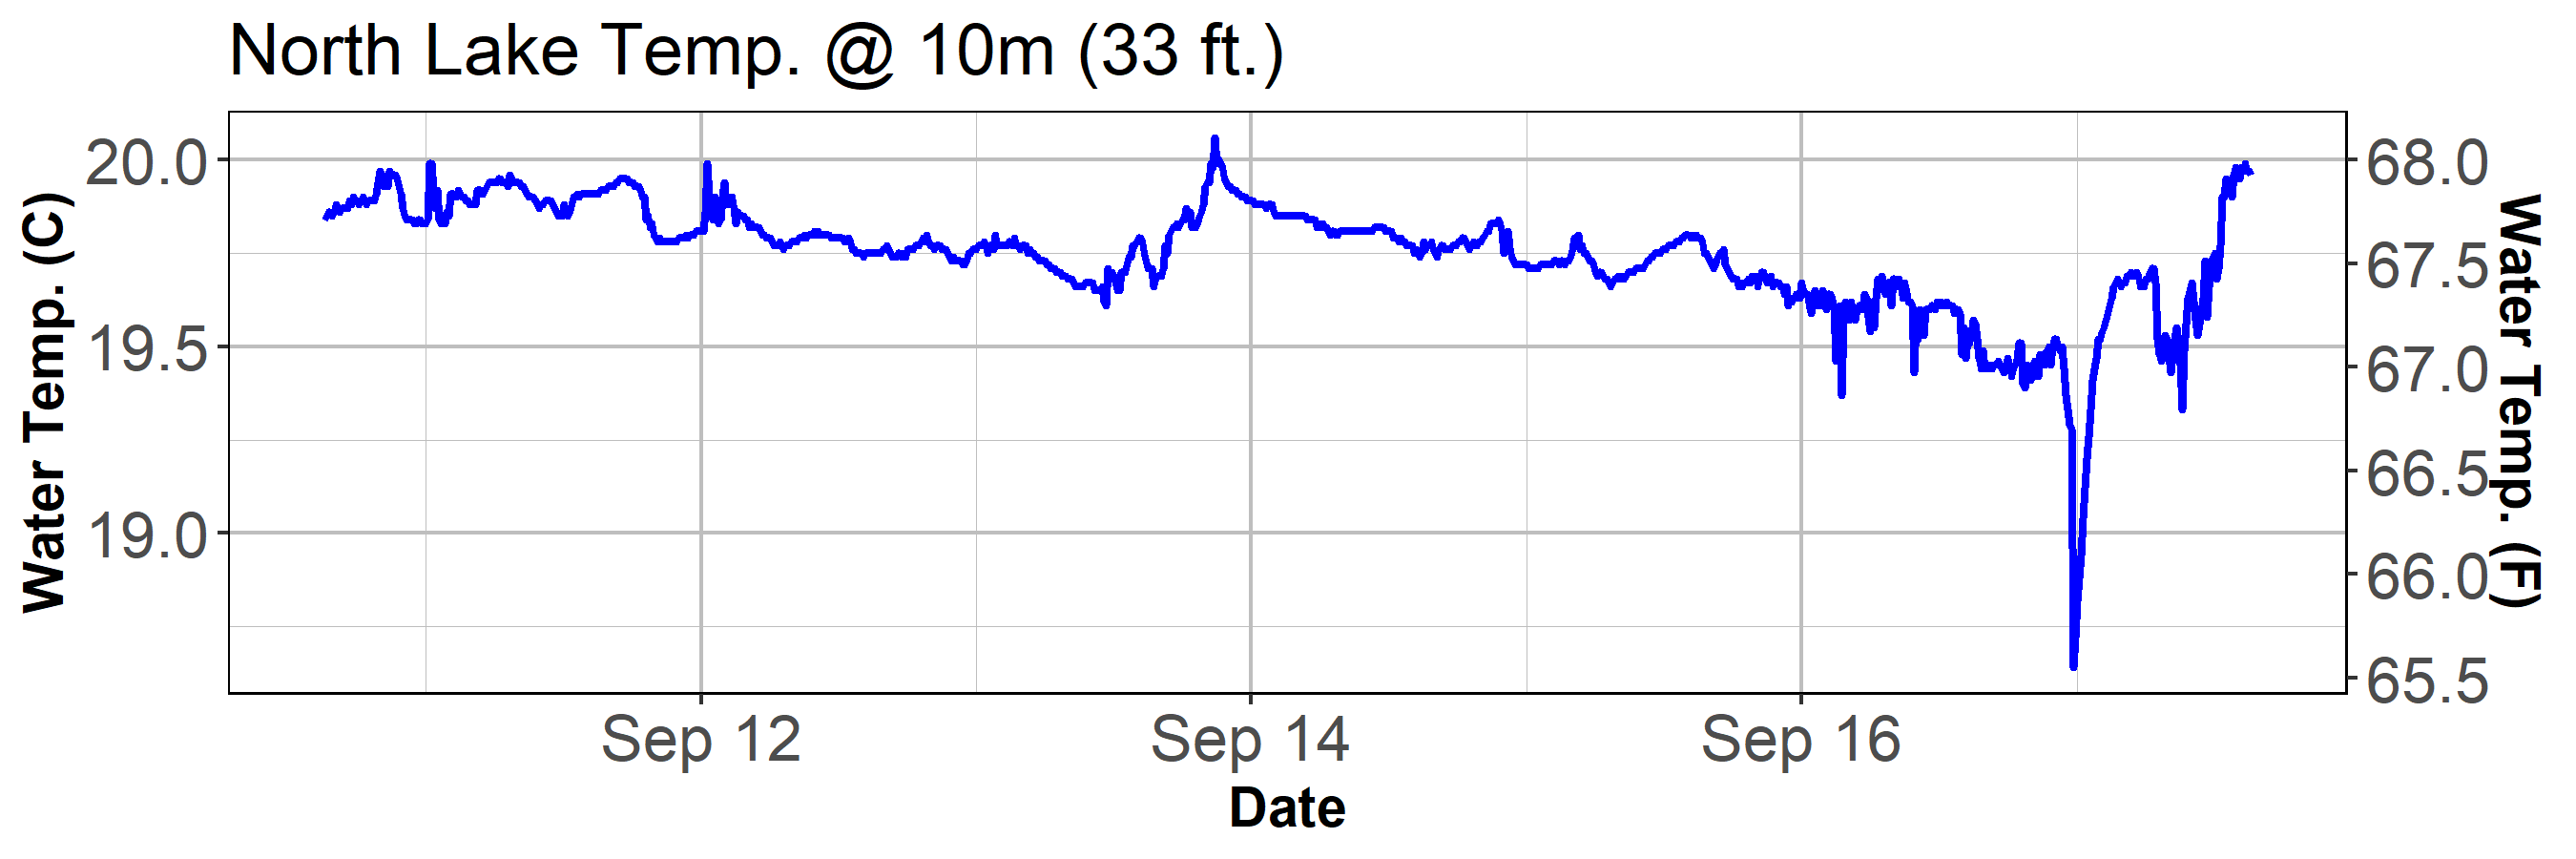 North Lake Temp. @ 10m (33 ft.)
Water Temp. (C)
20.0
19.5
19.0
68.0
67.5
67.0
66.5
66.0
65.5
Water Temp. (F)
Sep 12
Sep 14
Sep 16
Date